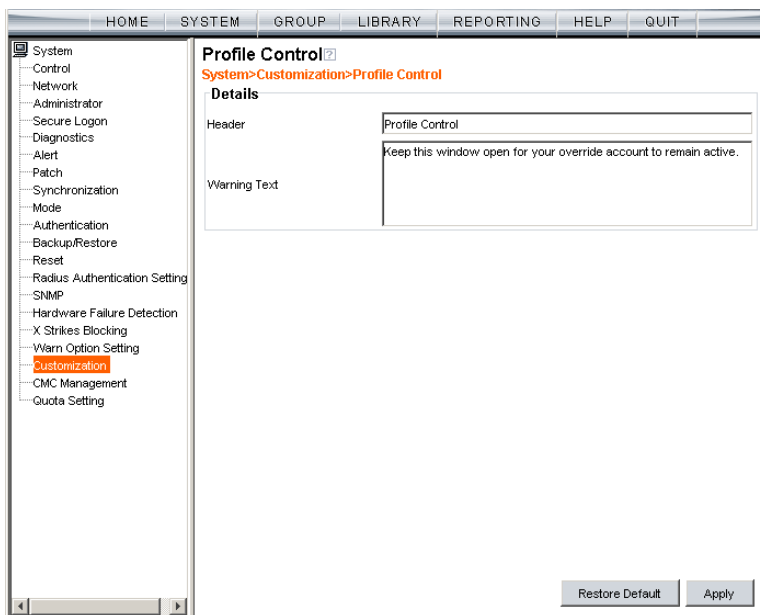 HOME SYSTEM GROUP LIBRARY REPORTING HELP QUIT
System
Control
Network
Administrator
Secure Logon
Diagnostics
Alert
Patch
Synchronization
Mode
Authentication
Backup/Restore
Reset
Radius Authentication Setting
SNMP
Hardware Failure Detection
X Strikes Blocking
Warn Option Setting
Customization
CMC Management
Quota Setting
Profile Control ?
System>Customization>Profile Control
Details
Header
Profile Control
Warning Text
Keep this window open for your override account to remain active.
Restore Default
Apply